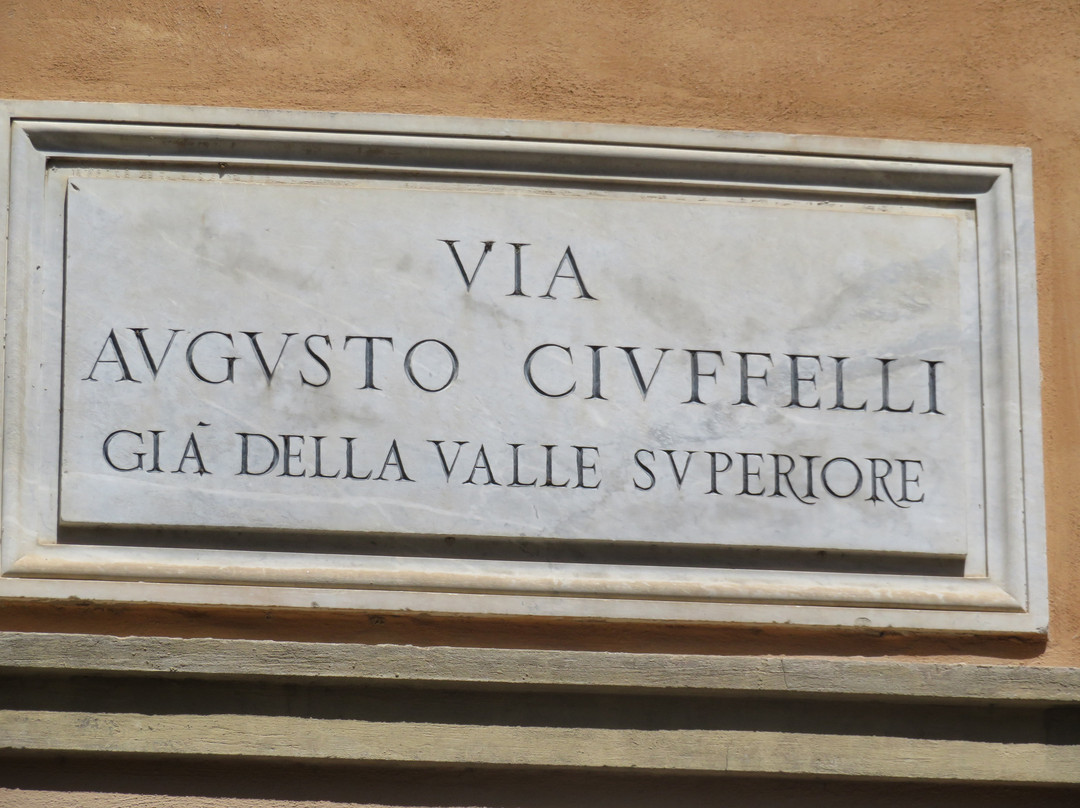 VIA
AVGVSTO CIVFFELLI
GIÀ DELLA VALLE SVPERIORE